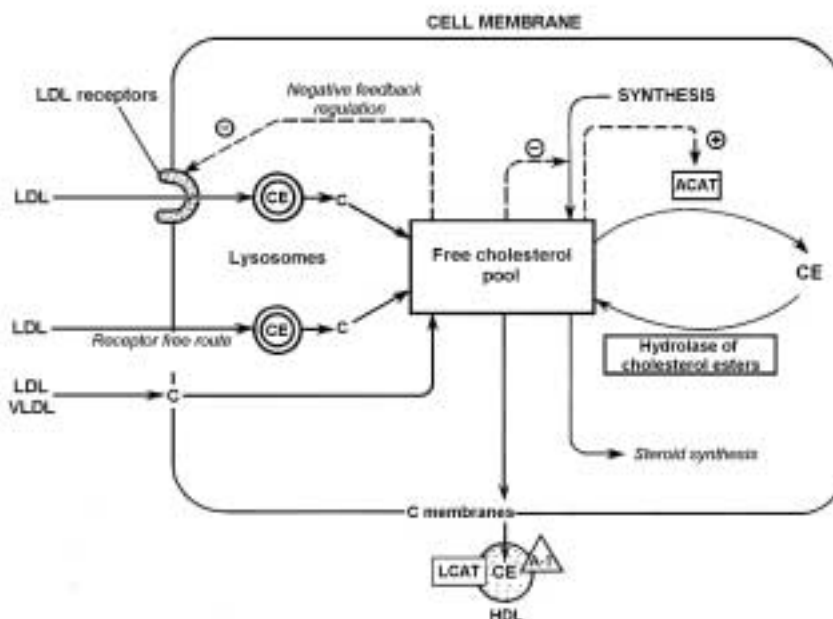 CELL MEMBRANE
LDL receptors
Negative feedback
regulation
SYNTHESIS
ACAT
LDL
CE
C
Lysosomes
Free cholesterol
pool
CE
LDL
Receptor free route
CE
C
Hydrolase of
cholesterol esters
LDL
VLDL
C
Steroid synthesis
C membranes
LCAT
CE
HDL